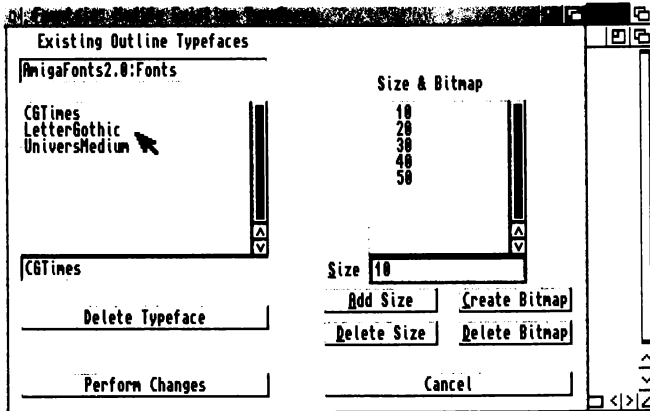 Existing Outline Typefaces
AmigaFonts2.0:Fonts
CGTimes
LetterGothic
UniversMedium
CGTimes
Delete Typeface
Perform Changes
Size & Bitmap
10
20
30
40
50
Size 10
Add Size
Create Bitmap
Delete Size
Delete Bitmap
Cancel